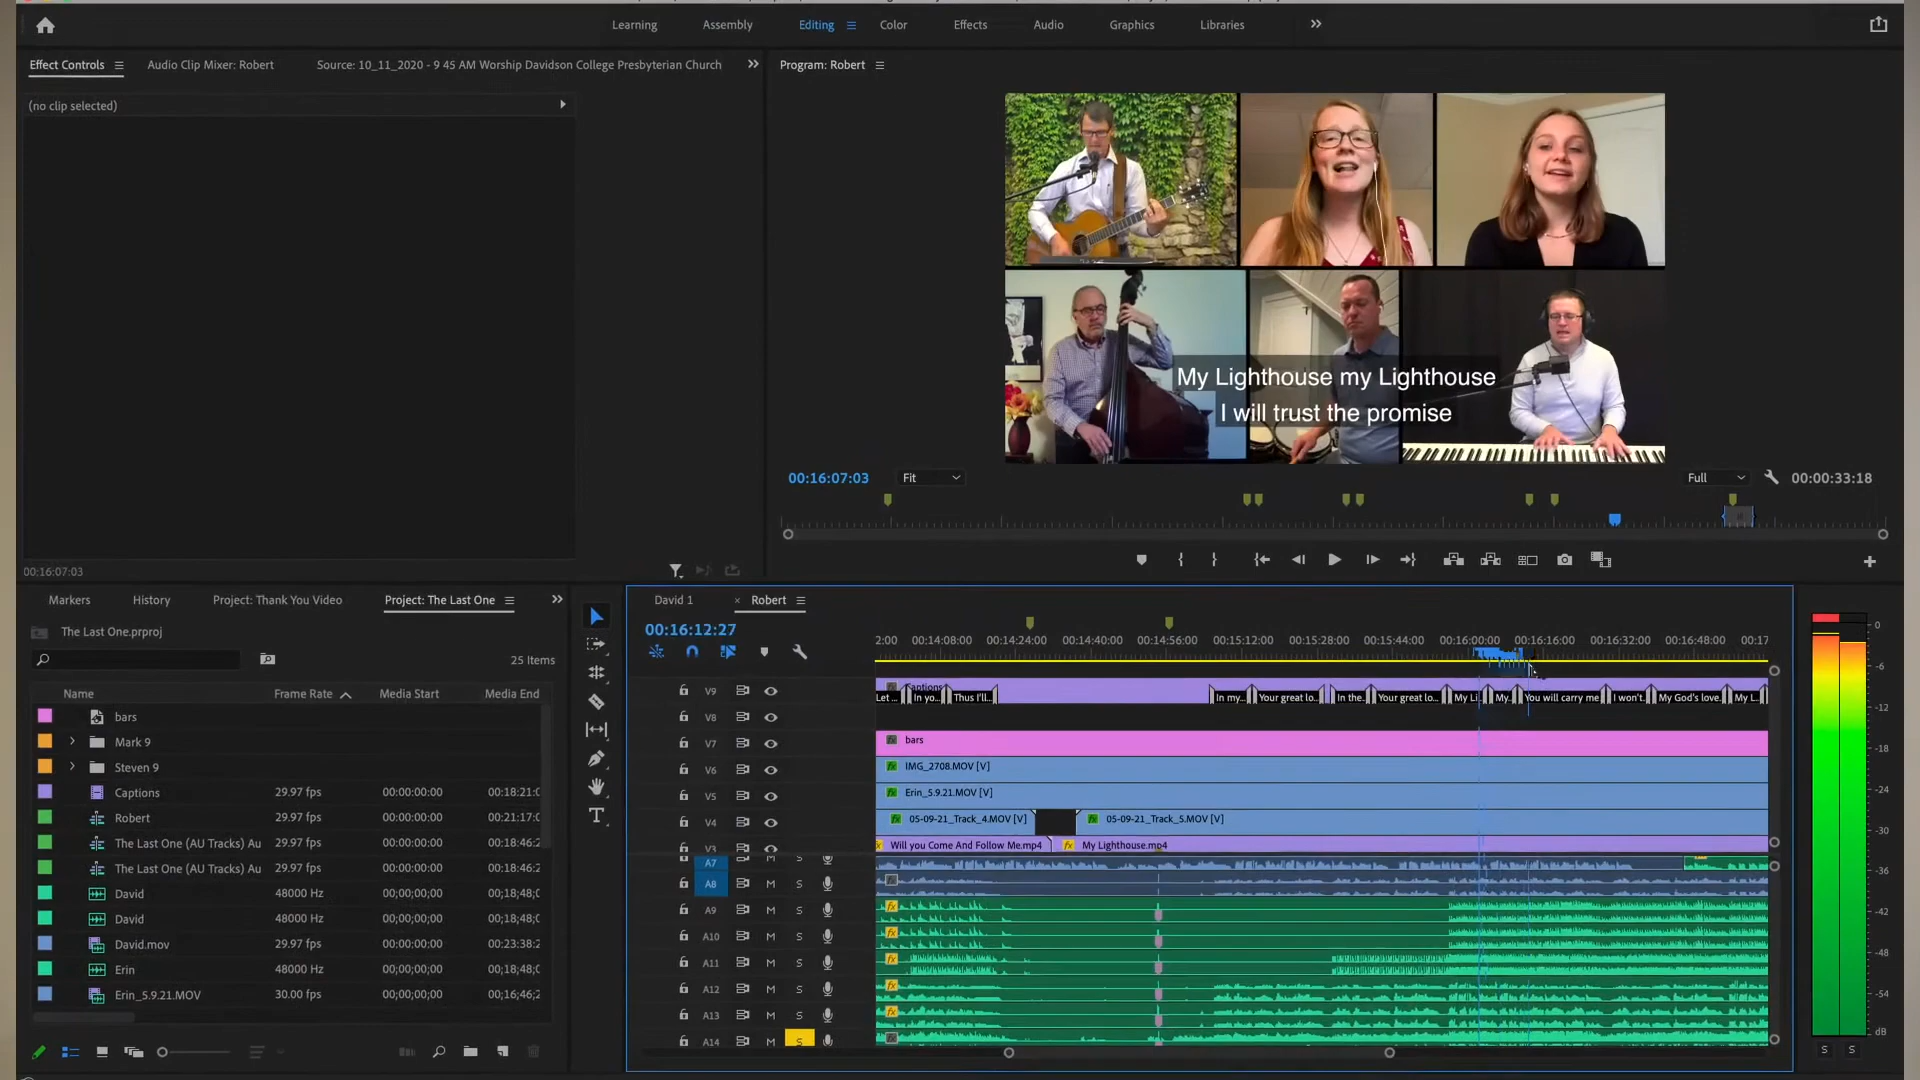 Learning Assembly Editing Color Effects Audio Graphics Libraries
Effect Controls Audio Clip Mixer: Robert Source: 10_11_2020 - 9 45 AM Worship Davidson College Presbyterian Church
Program: Robert
(no clip selected)
My Lighthouse my Lighthouse
I will trust the promise
00:16:07:03 Fit Full 00:00:33:18
00:16:07:03
Markers History Project: Thank You Video Project: The Last One
The Last One.prproj
25 Items
Name Frame Rate Media Start Media End
bars
Mark 9
Steven 9
Captions 29.97 fps 00:00:00:00 00:18:21:0
Robert 29.97 fps 00:00:00:00 00:21:17:0
The Last One (AU Tracks) Au 29.97 fps 00:00:00:00 00:18:46:2
The Last One (AU Tracks) Au 29.97 fps 00:00:00:00 00:18:46:2
David 48000 Hz 00;00;00;00 00;18;48;0
David 48000 Hz 00;00;00;00 00;18;48;0
David.mov 29.97 fps 00:00:00:00 00:23:38:2
Erin 48000 Hz 00;00;00;00 00;18;48;0
Erin_5.9.21.MOV 30.00 fps 00;00;00;00 00;16;46;2
David 1 × Robert
00:16:12:27
2:00 00:14:08:00 00:14:24:00 00:14:40:00 00:14:56:00 00:15:12:00 00:15:28:00 00:15:44:00 00:16:00:00 00:16:16:00 00:16:32:00 00:16:48:00 00:17
V9 Captions
Let ... In yo... Thus I'll... In my... Your great lo... In the.. Your great lo... My Li My.. You will carry me I won't. My God's love. My L..
V8
V7 bars
V6 IMG_2708.MOV [V]
V5 Erin_5.9.21.MOV [V]
V4 05-09-21_Track_4.MOV [V] 05-09-21_Track_5.MOV [V]
V3 Will you Come And Follow Me.mp4 My Lighthouse.mp4
A7 M S
A8 M S
A9 M S
A10 M S
A11 M S
A12 M S
A13 M S
A14 M S
0
-6
-12
-18
-24
-30
-36
-42
-48
-54
dB
S S